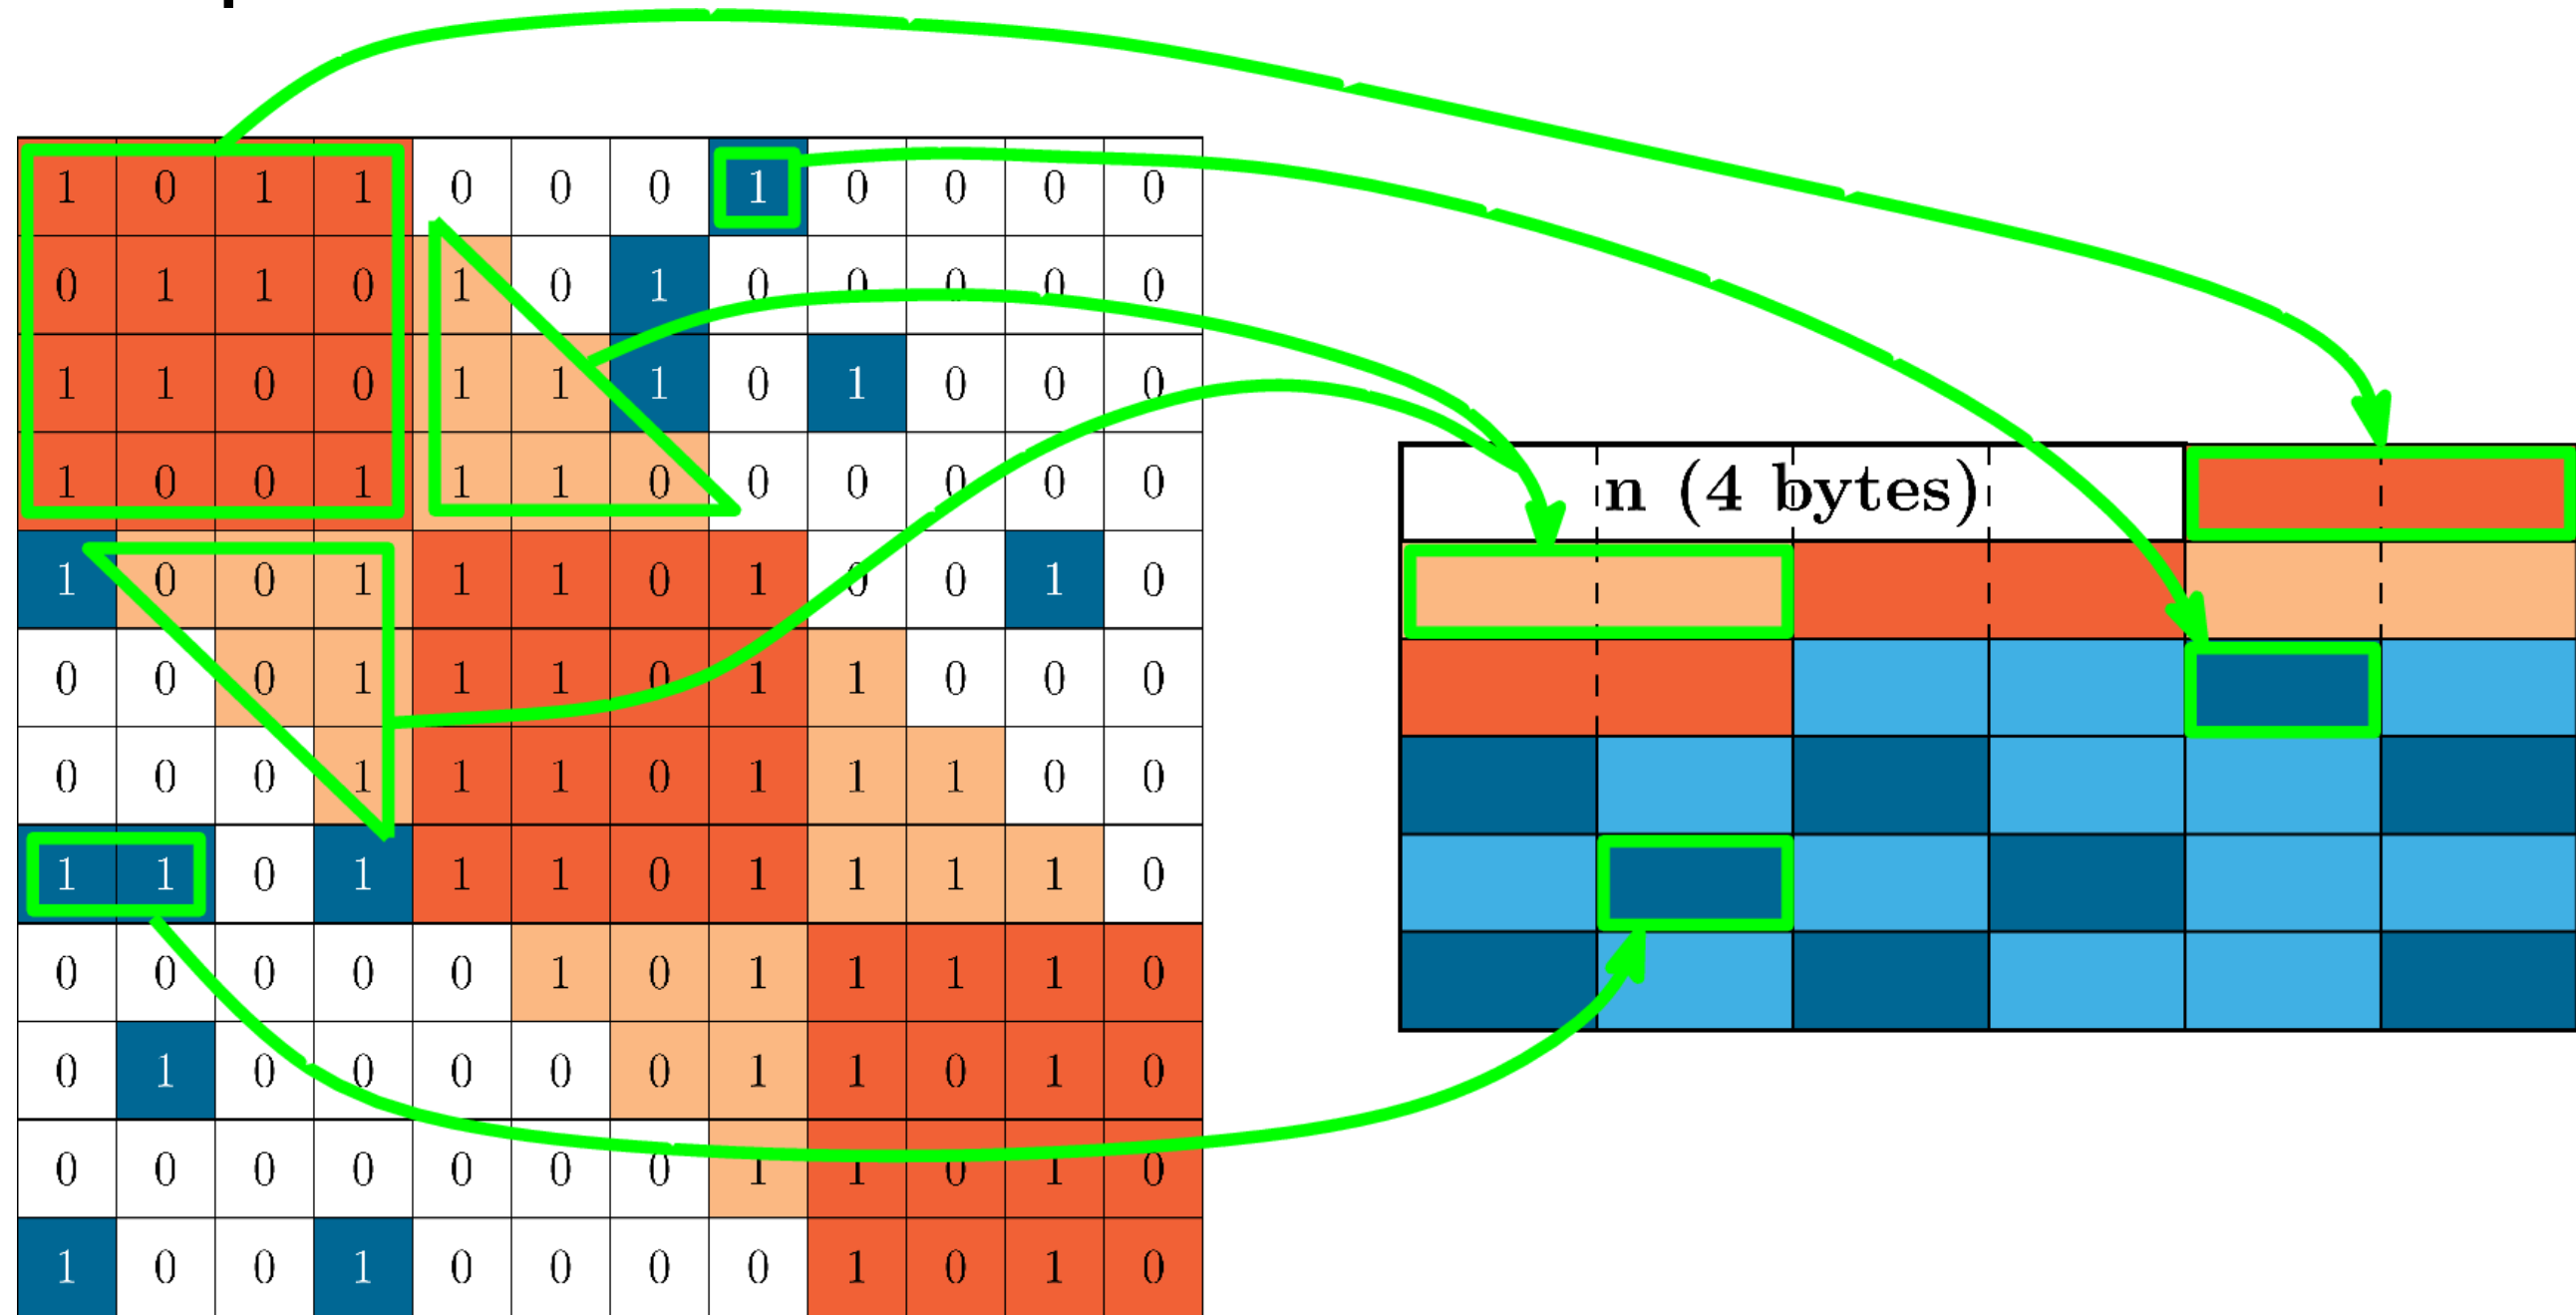 1 0 1 1 0 0 0 1 0 0 0 0
0 1 1 0 1 0 1 0 0 0 0 0
1 1 0 0 1 1 1 0 1 0 0 0
1 0 0 1 1 1 0 0 0 0 0 0
n (4 bytes)
1 0 0 1 1 1 0 1 0 0 1 0
0 0 0 1 1 1 0 1 1 0 0 0
0 0 0 1 1 1 0 1 1 1 0 0
1 1 0 1 1 1 0 1 1 1 1 0
0 0 0 0 0 1 0 1 1 1 1 0
0 1 0 0 0 0 0 1 1 0 1 0
0 0 0 0 0 0 0 1 1 0 1 0
1 0 0 1 0 0 0 0 1 0 1 0